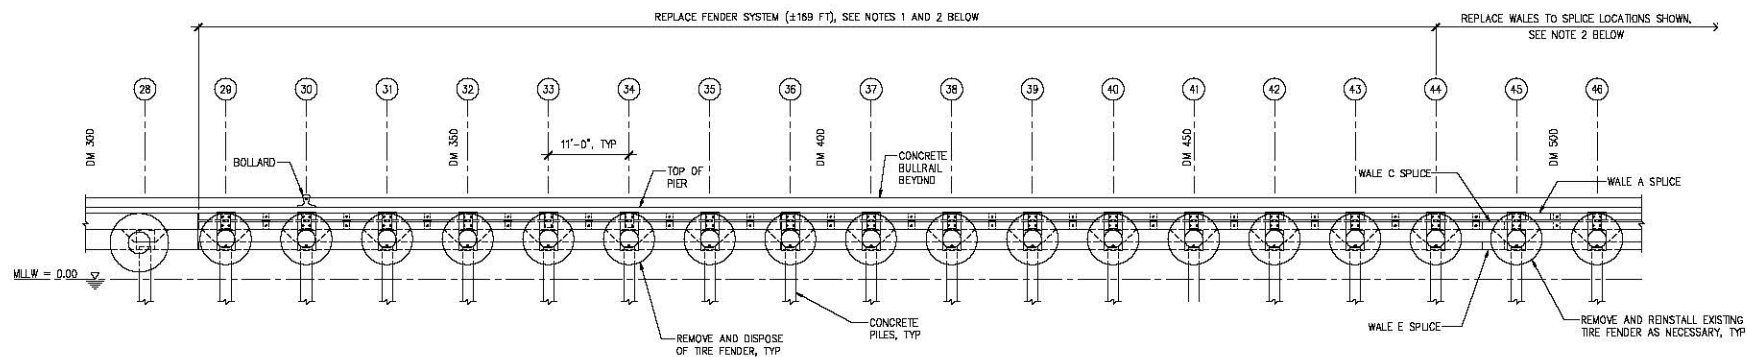 REPLACE FENDER SYSTEM (±169 FT), SEE NOTES 1 AND 2 BELOW
REPLACE WALES TO SPLICE LOCATIONS SHOWN,
SEE NOTE 2 BELOW
28
29
30
31
32
33
34
35
36
37
38
39
40
41
42
43
44
45
46
DM 300
DM 350
DM 400
DM 450
DM 500
BOLLARD
11'-0", TYP
TOP OF
PIER
CONCRETE
BULLRAIL
BEYOND
WALE C SPLICE
WALE A SPLICE
MLLW = 0.00
REMOVE AND DISPOSE
OF TIRE FENDER, TYP
CONCRETE
PILES, TYP
WALE E SPLICE
REMOVE AND REINSTALL EXISTING
TIRE FENDER AS NECESSARY, TYP